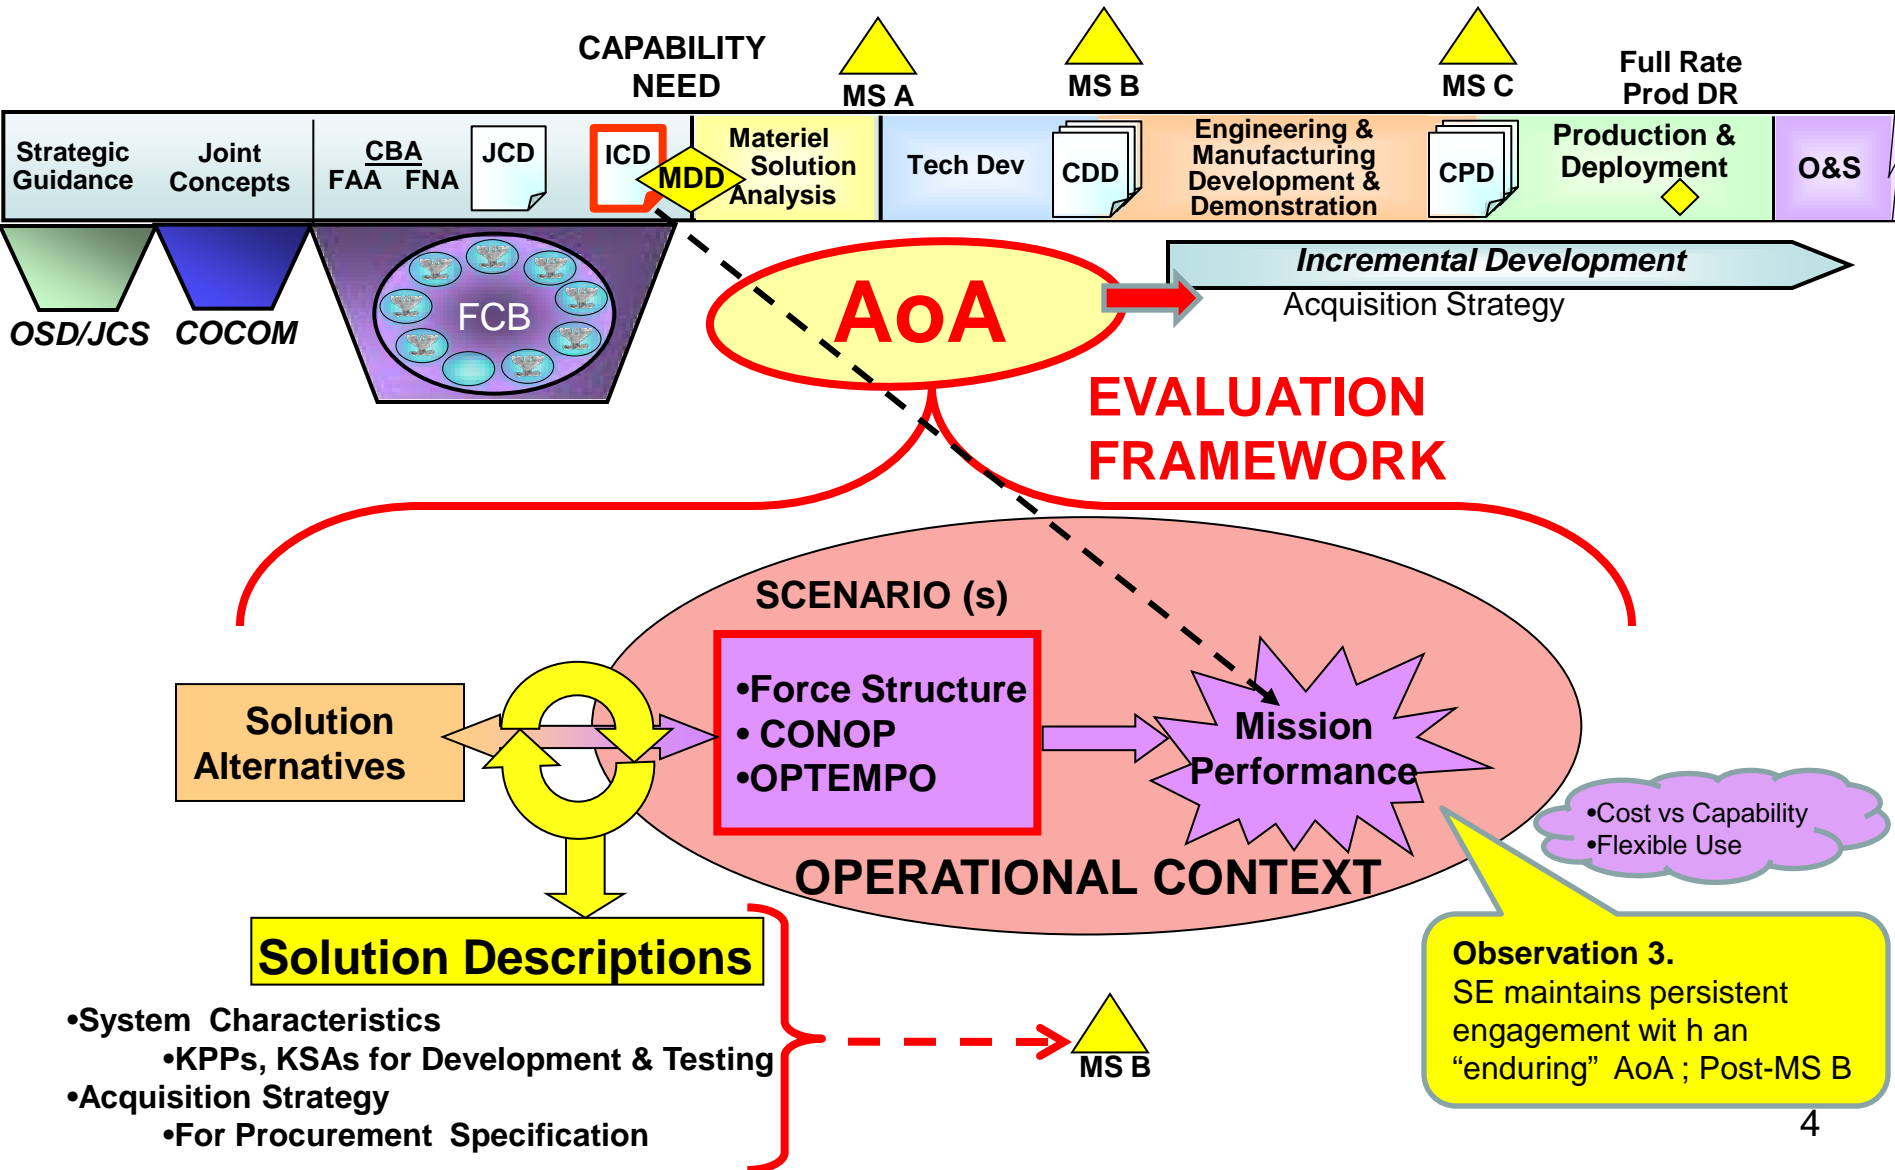 CAPABILITY
NEED
MS A
MS B
MS C
Full Rate
Prod DR
Strategic
Guidance
Joint
Concepts
CBA
FAA FNA
JCD
ICD
MDD
Materiel
Solution
Analysis
Tech Dev
CDD
Engineering &
Manufacturing
Development &
Demonstration
CPD
Production &
Deployment
O&S
OSD/JCS
COCOM
FCB
AoA
Incremental Development
Acquisition Strategy
EVALUATION
FRAMEWORK
SCENARIO (s)
Solution
Alternatives
•Force Structure
• CONOP
•OPTEMPO
Mission
Performance
•Cost vs Capability
•Flexible Use
OPERATIONAL CONTEXT
Solution Descriptions
•System Characteristics
•KPPs, KSAs for Development & Testing
•Acquisition Strategy
•For Procurement Specification
MS B
Observation 3.
SE maintains persistent
engagement wit h an
“enduring” AoA ; Post-MS B
4